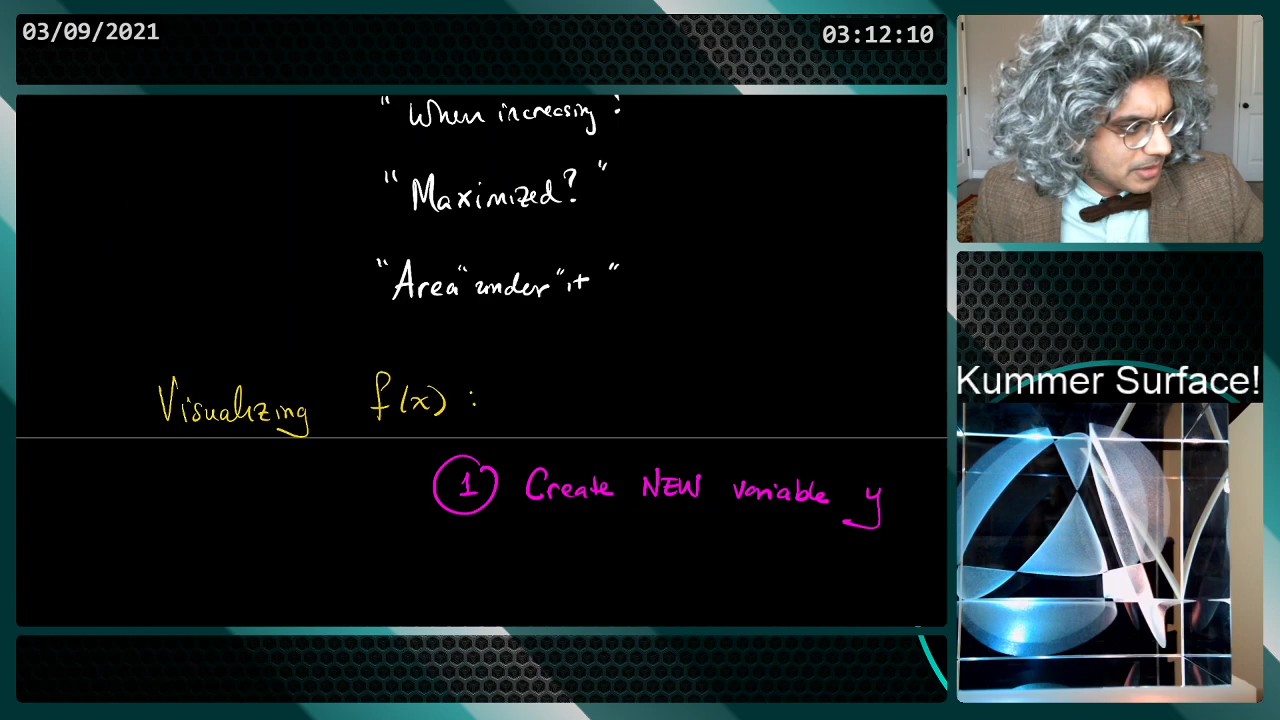 03/09/2021
03:12:10
"When increasing?
"Maximized?"
"Area" under "it"
Visualizing f(x):
1 Create NEW variable y
Kummer Surface!